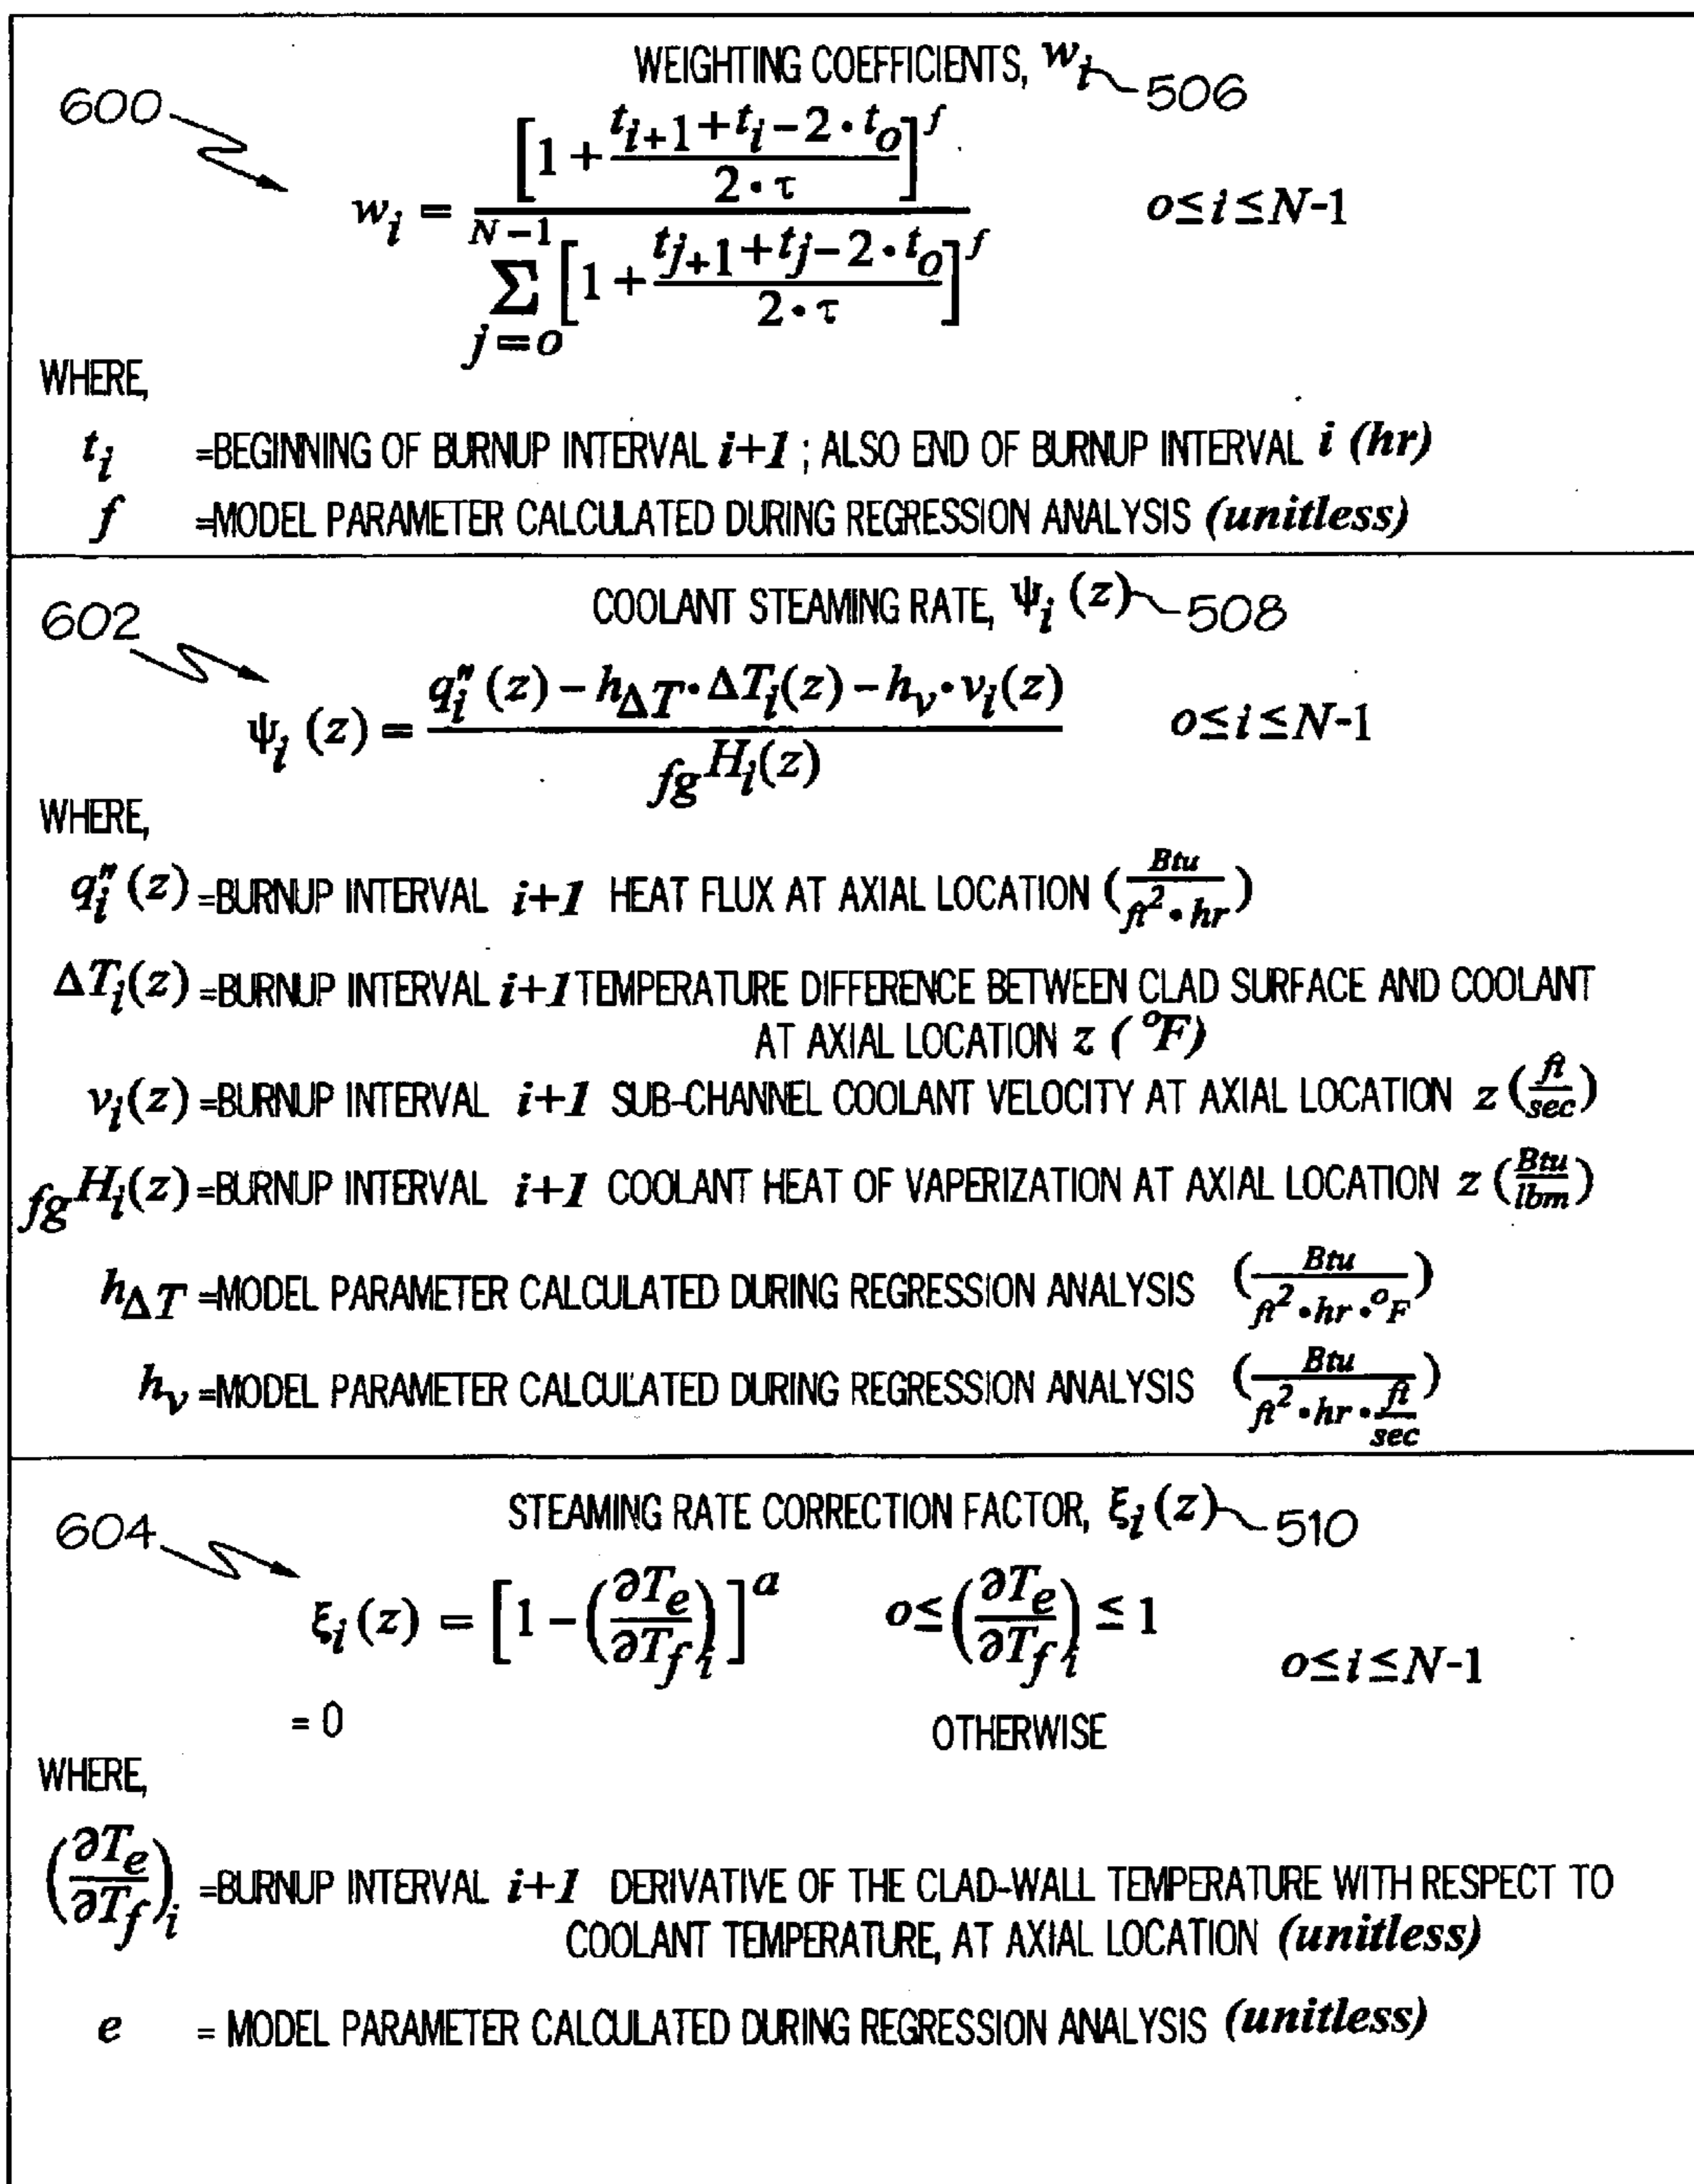 WEIGHTING COEFFICIENTS, w_i 506
600
w_i = [1 + (t_{i+1} + t_i - 2 · t_o) / (2 · τ)]^f / Σ_{j=o}^{N-1} [1 + (t_{j+1} + t_j - 2 · t_o) / (2 · τ)]^f o≤i≤N-1
WHERE,
t_i =BEGINNING OF BURNUP INTERVAL i+1 ; ALSO END OF BURNUP INTERVAL i (hr)
f =MODEL PARAMETER CALCULATED DURING REGRESSION ANALYSIS (unitless)
COOLANT STEAMING RATE, ψ_i (z) 508
602
ψ_i (z) = (q''_i (z) - h_{ΔT} · ΔT_i(z) - h_v · v_i(z)) / _{fg}H_i(z) o≤i≤N-1
WHERE,
q''_i (z) =BURNUP INTERVAL i+1 HEAT FLUX AT AXIAL LOCATION (Btu / ft² · hr)
ΔT_i(z) =BURNUP INTERVAL i+1 TEMPERATURE DIFFERENCE BETWEEN CLAD SURFACE AND COOLANT
AT AXIAL LOCATION z (°F)
v_i(z) =BURNUP INTERVAL i+1 SUB-CHANNEL COOLANT VELOCITY AT AXIAL LOCATION z (ft / sec)
_{fg}H_i(z) =BURNUP INTERVAL i+1 COOLANT HEAT OF VAPERIZATION AT AXIAL LOCATION z (Btu / lbm)
h_{ΔT} =MODEL PARAMETER CALCULATED DURING REGRESSION ANALYSIS (Btu / ft² · hr · °F)
h_v =MODEL PARAMETER CALCULATED DURING REGRESSION ANALYSIS (Btu / ft² · hr · ft/sec)
STEAMING RATE CORRECTION FACTOR, ξ_i (z) 510
604
ξ_i (z) = [1 - (∂T_e / ∂T_f)_i]^a o≤ (∂T_e / ∂T_f)_i ≤ 1
o≤i≤N-1
= 0 OTHERWISE
WHERE,
(∂T_e / ∂T_f)_i =BURNUP INTERVAL i+1 DERIVATIVE OF THE CLAD-WALL TEMPERATURE WITH RESPECT TO
COOLANT TEMPERATURE, AT AXIAL LOCATION (unitless)
e = MODEL PARAMETER CALCULATED DURING REGRESSION ANALYSIS (unitless)